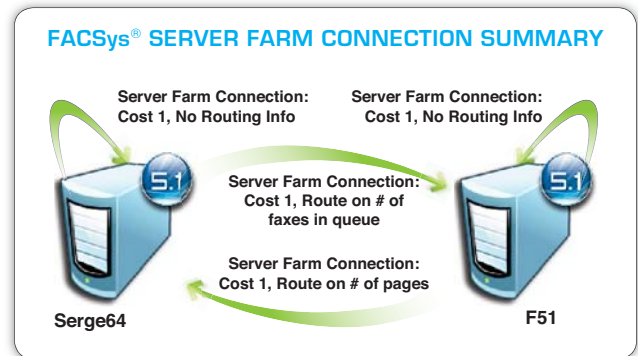 FACSys® SERVER FARM CONNECTION SUMMARY
Server Farm Connection:
Cost 1, No Routing Info
Server Farm Connection:
Cost 1, No Routing Info
5.1
5.1
Server Farm Connection:
Cost 1, Route on # of
faxes in queue
Server Farm Connection:
Cost 1, Route on # of pages
Serge64
F51